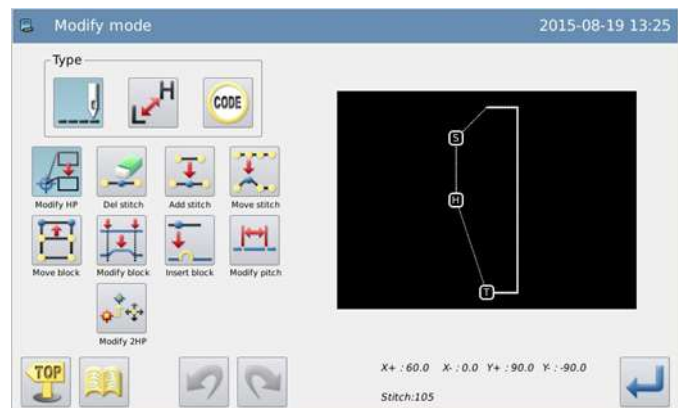 Modify mode 2015-08-19 13:25
Type
L H CODE
Modify HP Del stitch Add stitch Move stitch
Move block Modify block Insert block Modify pitch
Modify 2HP
S
H
T
X+ : 60.0 X- : 0.0 Y+ : 90.0 Y- : -90.0
Stitch:105
TOP